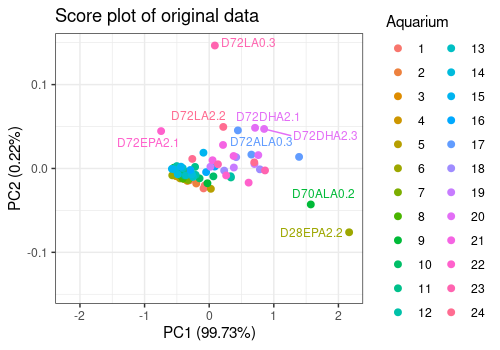 Score plot of original data
Aquarium
D72LA0.3
D72LA2.2
D72DHA2.1
D72EPA2.1
D72ALA0.3
D72DHA2.3
D70ALA0.2
D28EPA2.2
0.1
0.0
-0.1
-2
-1
0
1
2
PC1 (99.73%)
PC2 (0.22%)
1
2
3
4
5
6
7
8
9
10
11
12
13
14
15
16
17
18
19
20
21
22
23
24